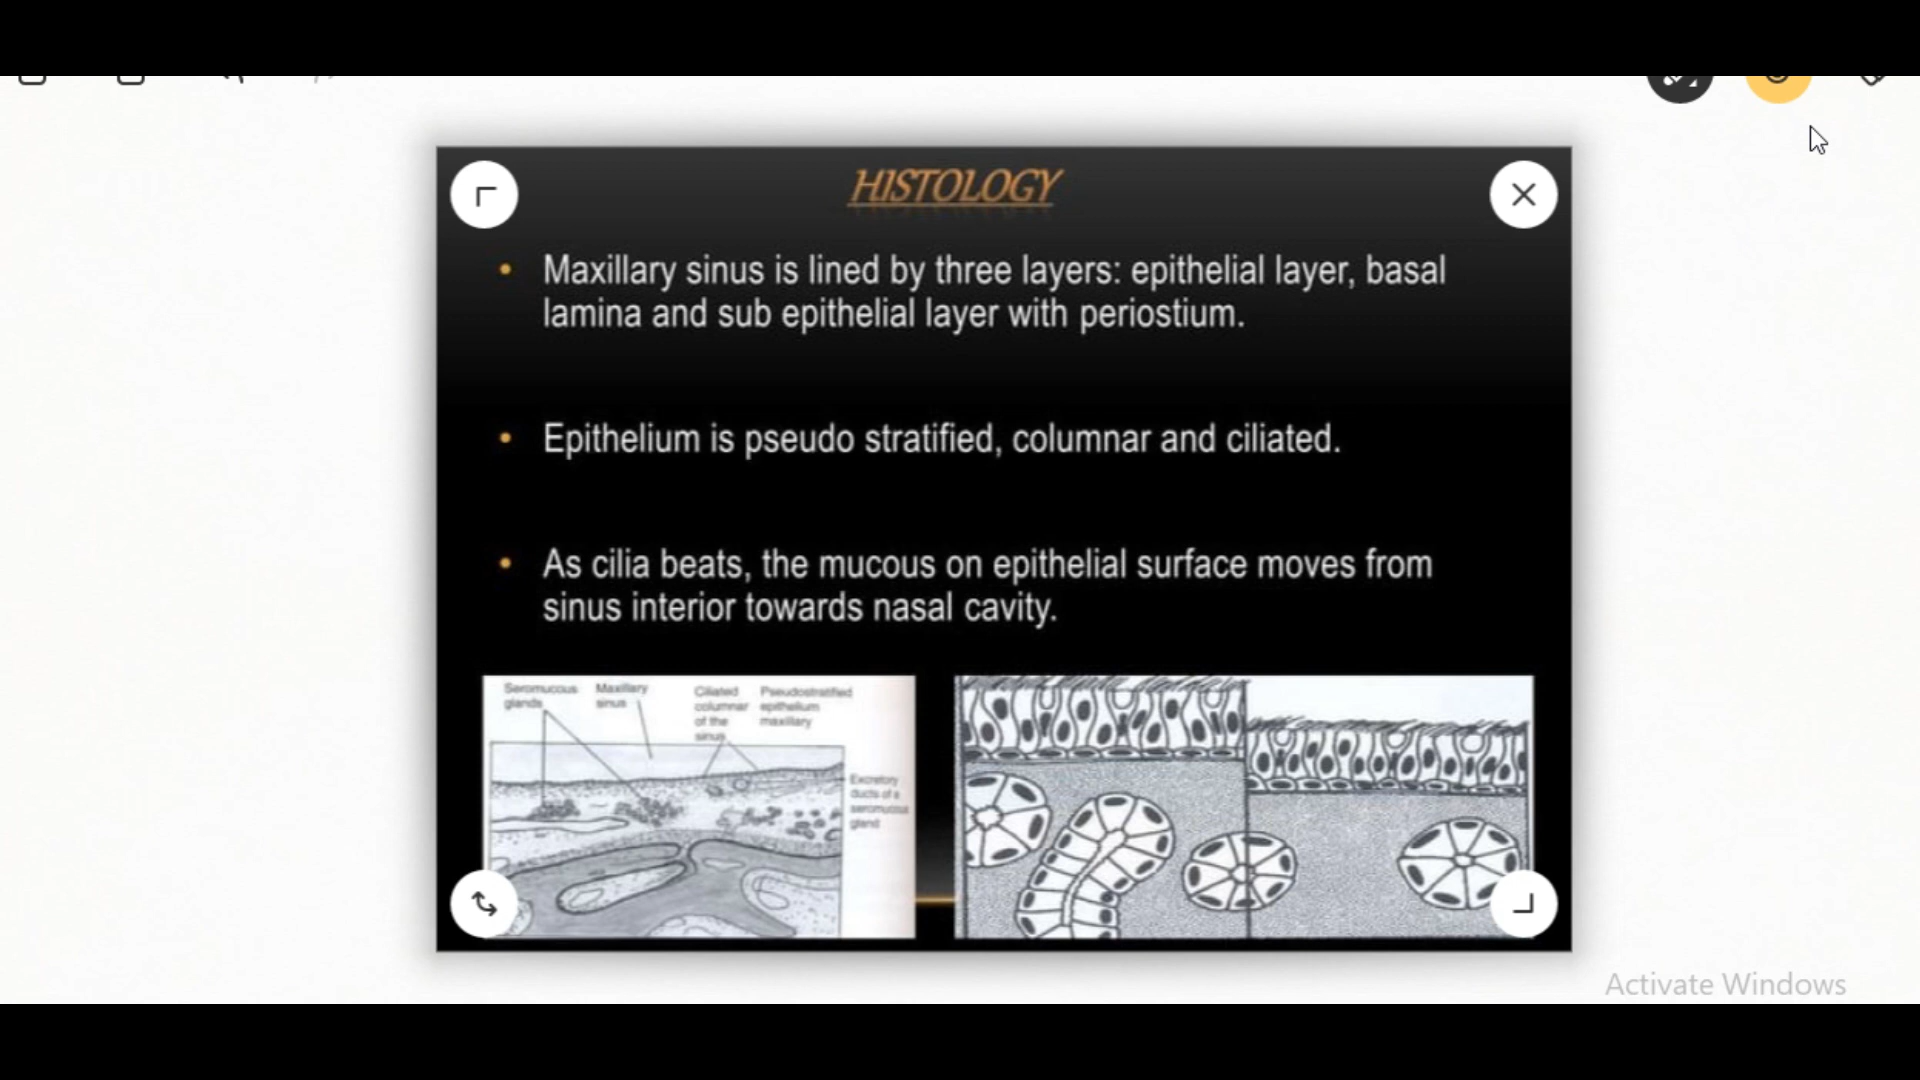 HISTOLOGY
• Maxillary sinus is lined by three layers: epithelial layer, basal
lamina and sub epithelial layer with periostium.
• Epithelium is pseudo stratified, columnar and ciliated.
• As cilia beats, the mucous on epithelial surface moves from
sinus interior towards nasal cavity.
Seromucous
glands
Maxillary
sinus
Ciliated
columnar
of the
sinus
Pseudostratified
epithelium
maxillary
Excretory
ducts of a
seromucous
gland
Activate Windows